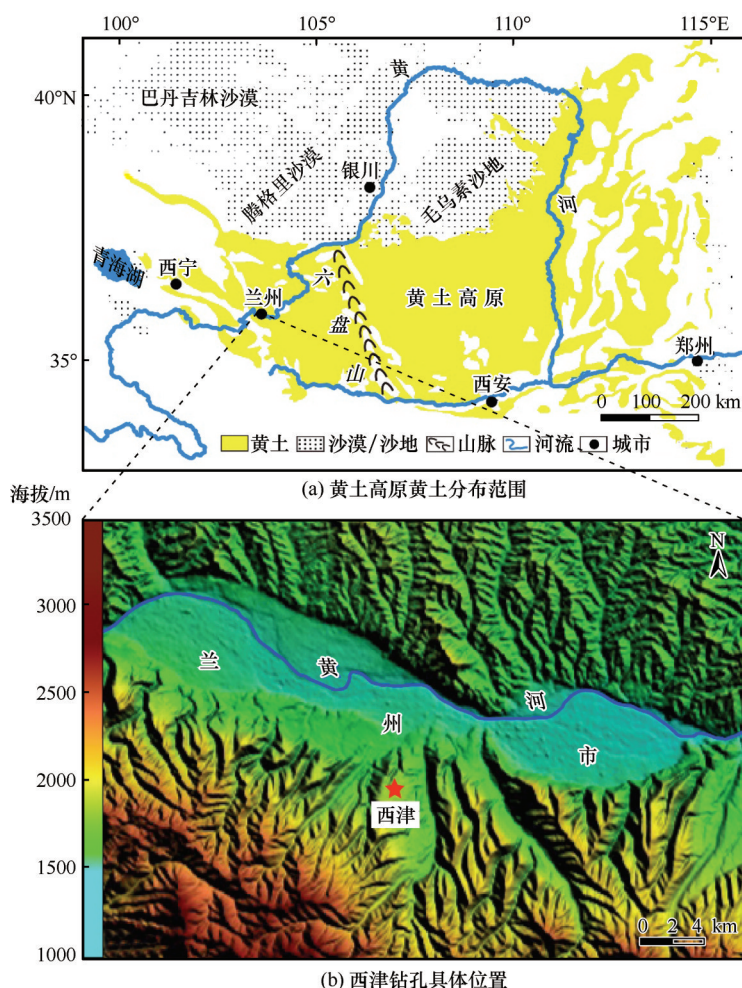 100°E
105°E
110°E
115°E
40°N
35°
巴丹吉林沙漠
腾格里沙漠
银川
毛乌素沙地
黄
河
青海湖
西宁
兰州
六
盘
山
黄土高原
西安
郑州
0 100 200 km
黄土 沙漠/沙地 山脉 河流 城市
(a) 黄土高原黄土分布范围
海拔/m
3500
3000
2500
2000
1500
1000
N
兰
州
市
黄
河
西津
0 2 4 km
(b) 西津钻孔具体位置